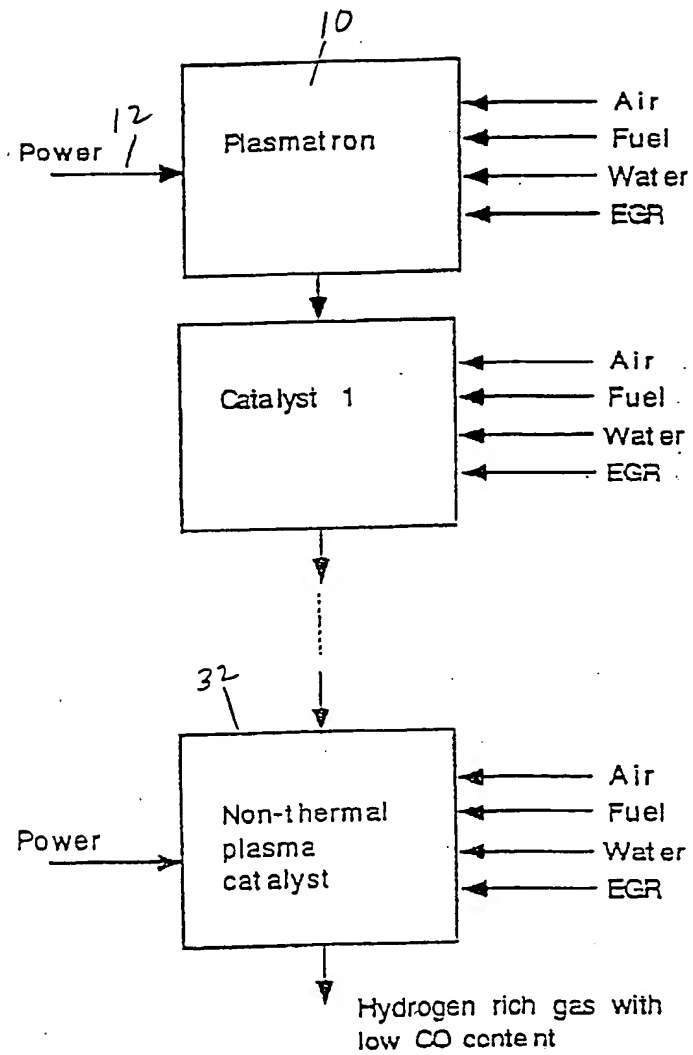 10
12
Power
Plasmatron
Air
Fuel
Water
EGR
Catalyst 1
Air
Fuel
Water
EGR
32
Power
Non-thermal
plasma
catalyst
Air
Fuel
Water
EGR
Hydrogen rich gas with
low CO content